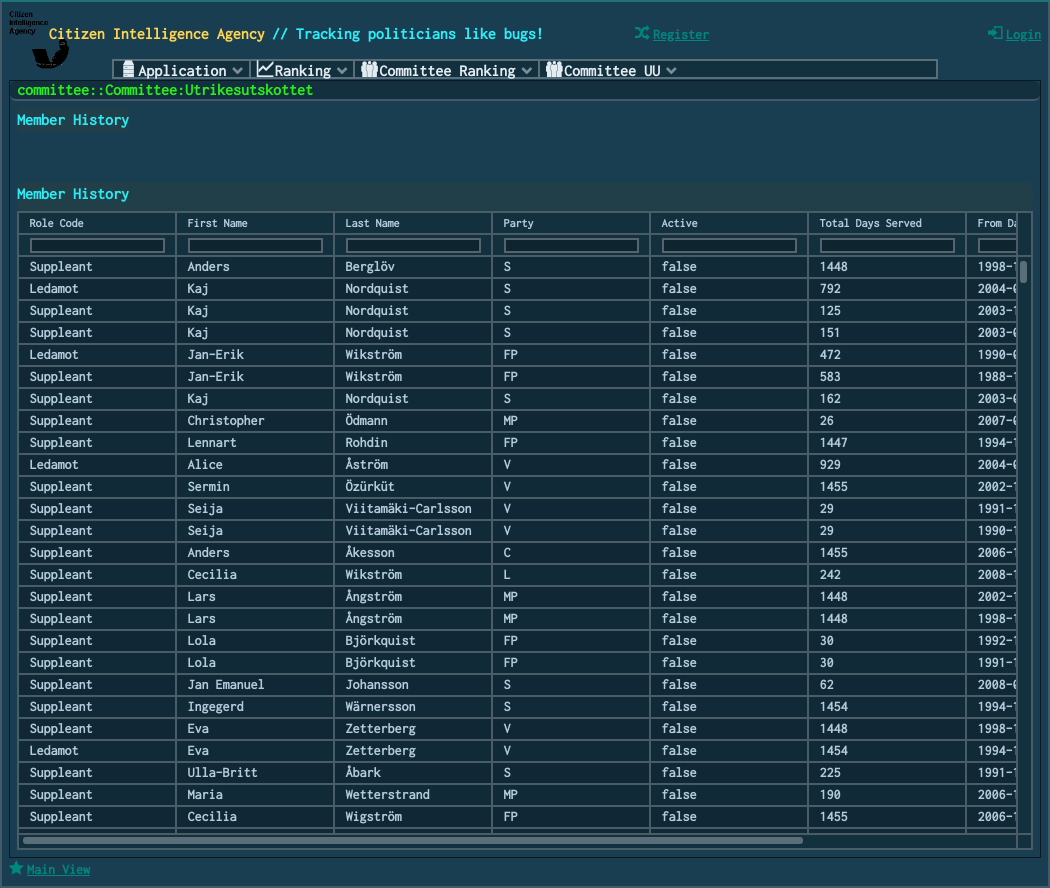 Citizen
Intelligence
Agency
Citizen Intelligence Agency // Tracking politicians like bugs!
Register
Login
Application Ranking Committee Ranking Committee UU
committee::Committee:Utrikesutskottet
Member History
Member History
Role Code First Name Last Name Party Active Total Days Served From Da
Suppleant Anders Berglöv S false 1448 1998-1
Ledamot Kaj Nordquist S false 792 2004-0
Suppleant Kaj Nordquist S false 125 2003-1
Suppleant Kaj Nordquist S false 151 2003-0
Ledamot Jan-Erik Wikström FP false 472 1990-0
Suppleant Jan-Erik Wikström FP false 583 1988-1
Suppleant Kaj Nordquist S false 162 2003-0
Suppleant Christopher Ödmann MP false 26 2007-0
Suppleant Lennart Rohdin FP false 1447 1994-1
Ledamot Alice Åström V false 929 2004-0
Suppleant Sermin Özürküt V false 1455 2002-1
Suppleant Seija Viitamäki-Carlsson V false 29 1991-1
Suppleant Seija Viitamäki-Carlsson V false 29 1990-1
Suppleant Anders Åkesson C false 1455 2006-1
Suppleant Cecilia Wikström L false 242 2008-1
Suppleant Lars Ångström MP false 1448 2002-1
Suppleant Lars Ångström MP false 1448 1998-1
Suppleant Lola Björkquist FP false 30 1992-1
Suppleant Lola Björkquist FP false 30 1991-1
Suppleant Jan Emanuel Johansson S false 62 2008-0
Suppleant Ingegerd Wärnersson S false 1454 1994-1
Suppleant Eva Zetterberg V false 1448 1998-1
Ledamot Eva Zetterberg V false 1454 1994-1
Suppleant Ulla-Britt Åbark S false 225 1991-1
Suppleant Maria Wetterstrand MP false 190 2006-1
Suppleant Cecilia Wigström FP false 1455 2006-1
Main View